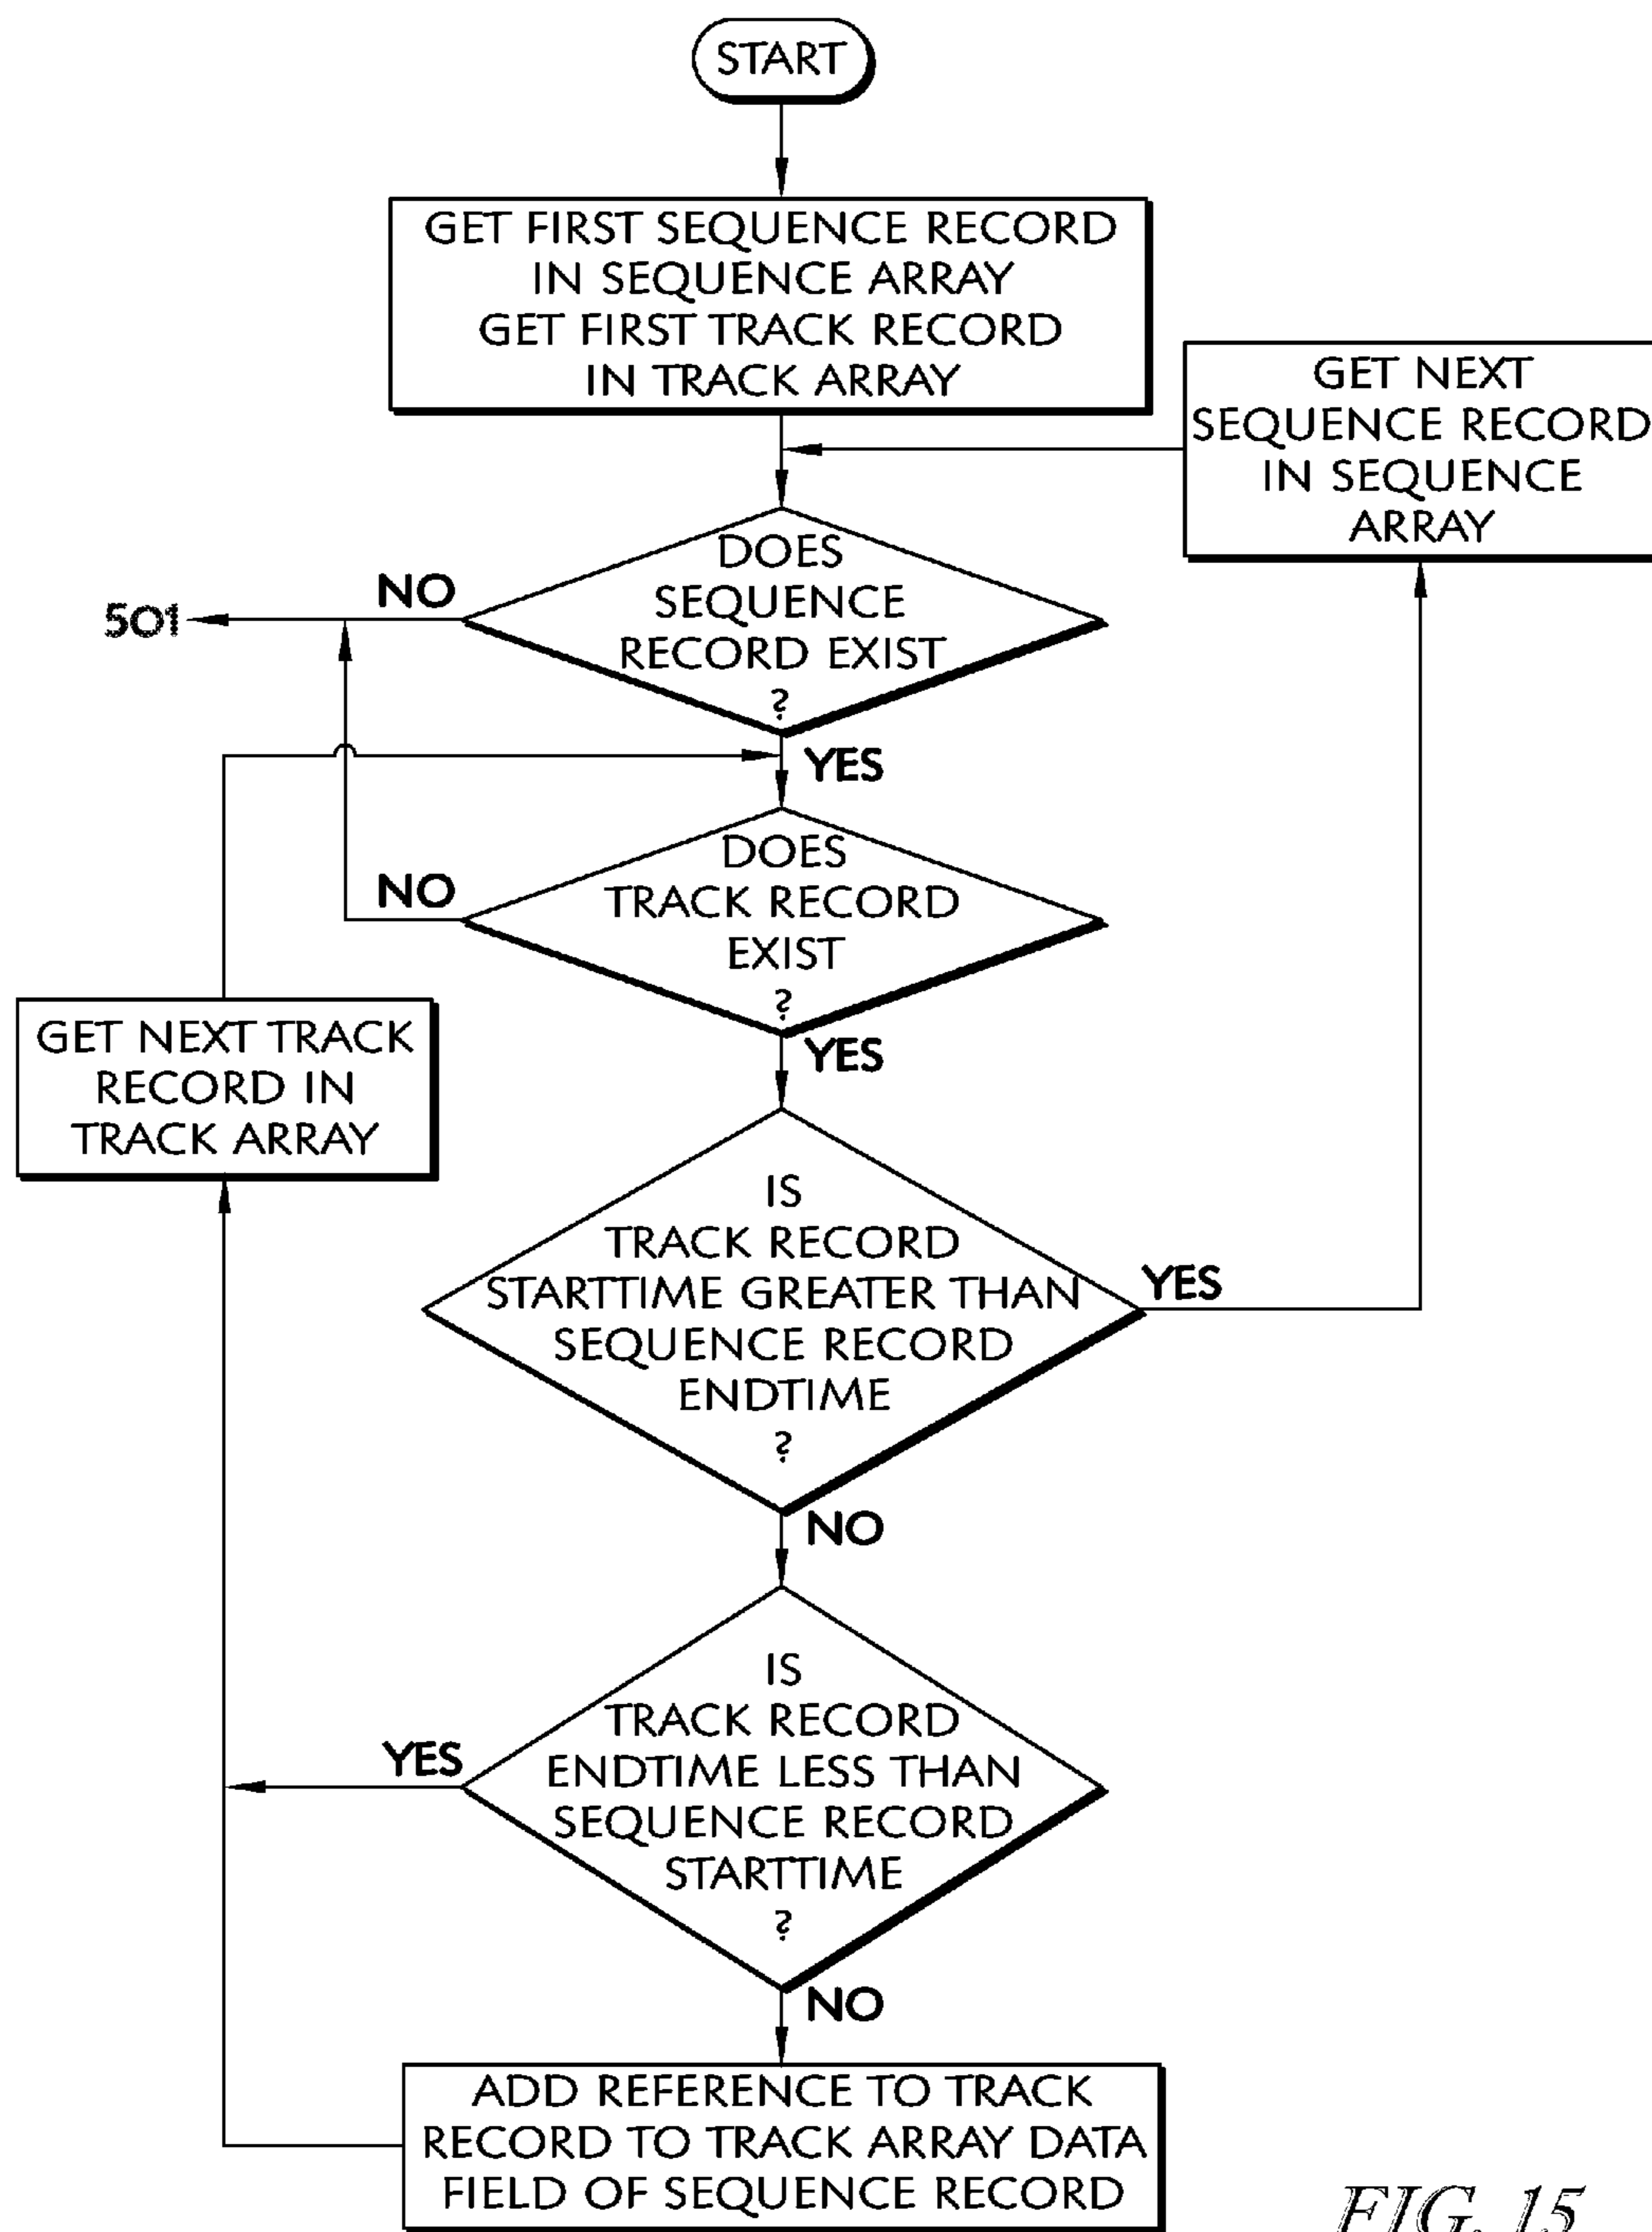 START
GET FIRST SEQUENCE RECORD
IN SEQUENCE ARRAY
GET FIRST TRACK RECORD
IN TRACK ARRAY
GET NEXT
SEQUENCE RECORD
IN SEQUENCE
ARRAY
DOES
SEQUENCE
RECORD EXIST
?
NO
501
YES
DOES
TRACK RECORD
EXIST
?
NO
YES
GET NEXT TRACK
RECORD IN
TRACK ARRAY
IS
TRACK RECORD
STARTTIME GREATER THAN
SEQUENCE RECORD
ENDTIME
?
YES
NO
IS
TRACK RECORD
ENDTIME LESS THAN
SEQUENCE RECORD
STARTTIME
?
YES
NO
ADD REFERENCE TO TRACK
RECORD TO TRACK ARRAY DATA
FIELD OF SEQUENCE RECORD
FIG. 15